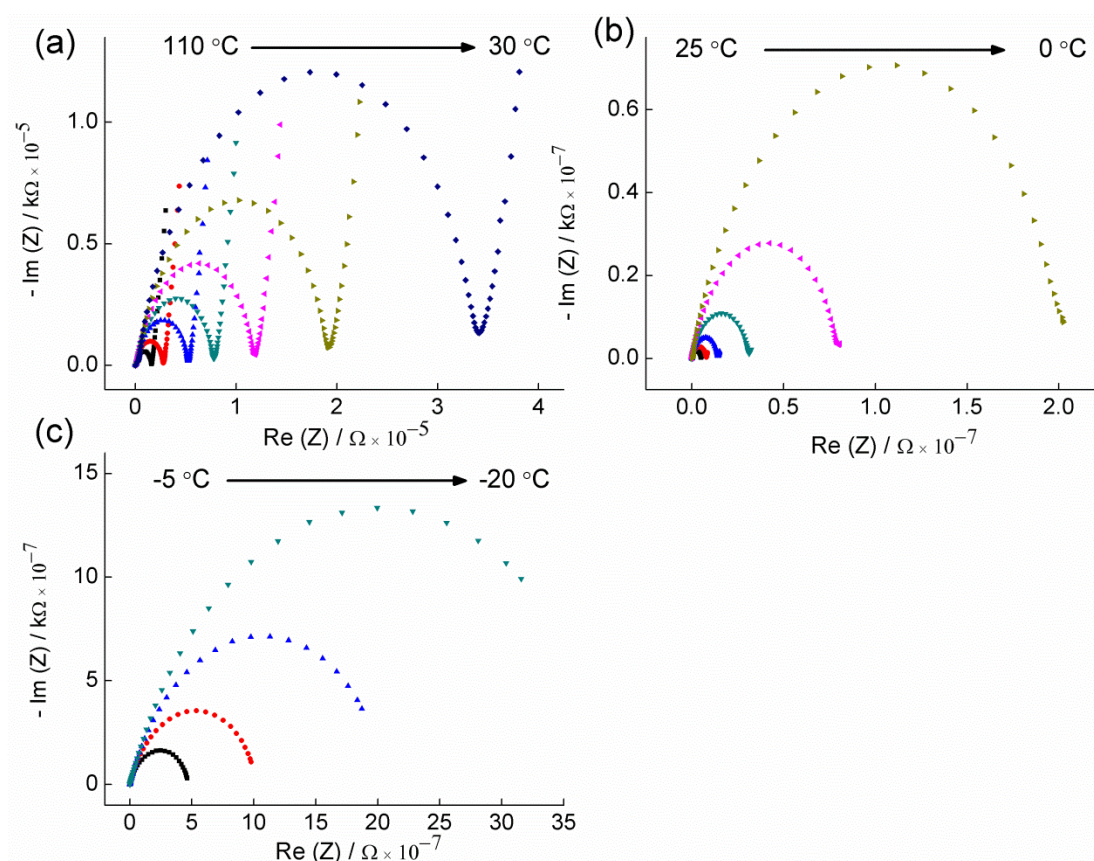 (a)
110 °C
30 °C
- Im (Z) / kΩ × 10⁻⁵
1.0
0.5
0.0
0
1
2
3
4
Re (Z) / Ω × 10⁻⁵
(b)
25 °C
0 °C
- Im (Z) / kΩ × 10⁻⁷
0.6
0.4
0.2
0.0
0.0
0.5
1.0
1.5
2.0
Re (Z) / Ω × 10⁻⁷
(c)
-5 °C
-20 °C
- Im (Z) / kΩ × 10⁻⁷
15
10
5
0
0
5
10
15
20
25
30
35
Re (Z) / Ω × 10⁻⁷